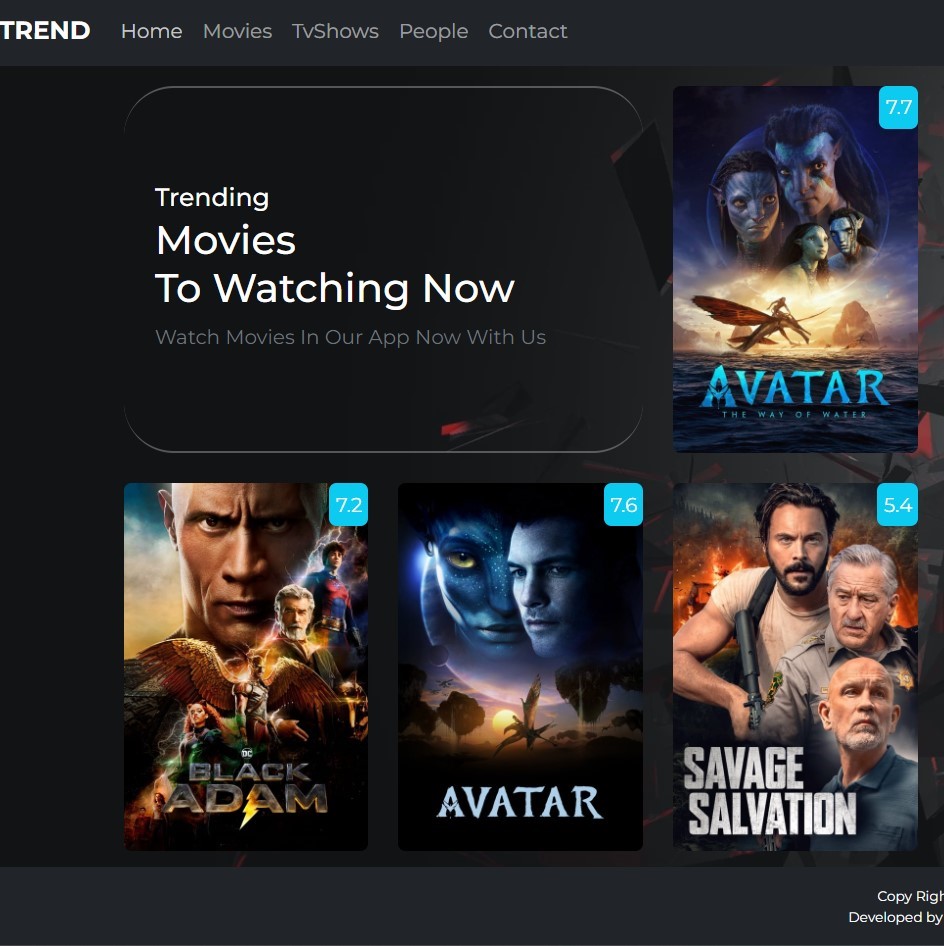 TREND Home Movies TvShows People Contact
Trending
Movies
To Watching Now
Watch Movies In Our App Now With Us
7.7
AVATAR
THE WAY OF WATER
7.2
DC
BLACK
ADAM
7.6
AVATAR
5.4
SAVAGE
SALVATION
Copy Righ
Developed by